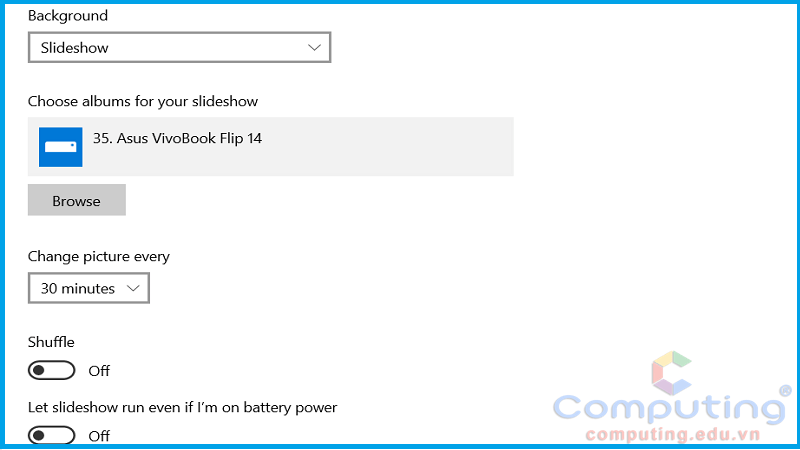 Background
Slideshow
Choose albums for your slideshow
35. Asus VivoBook Flip 14
Browse
Change picture every
30 minutes
Shuffle
Off
Let slideshow run even if I'm on battery power
Off
Computing®
computing.edu.vn